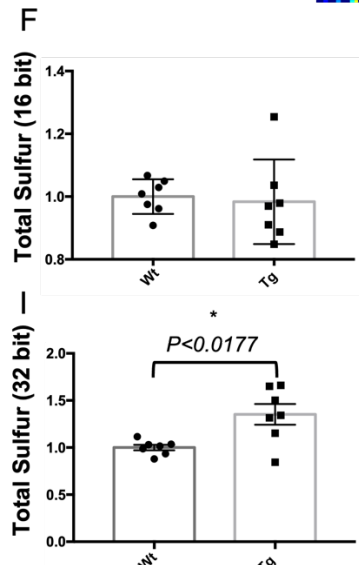 F
Total Sulfur (16 bit)
1.4
1.2
1.0
0.8
Wt
Tg
I
*
P<0.0177
Total Sulfur (32 bit)
2.0
1.5
1.0
0.5
0.0
Wt
Tg